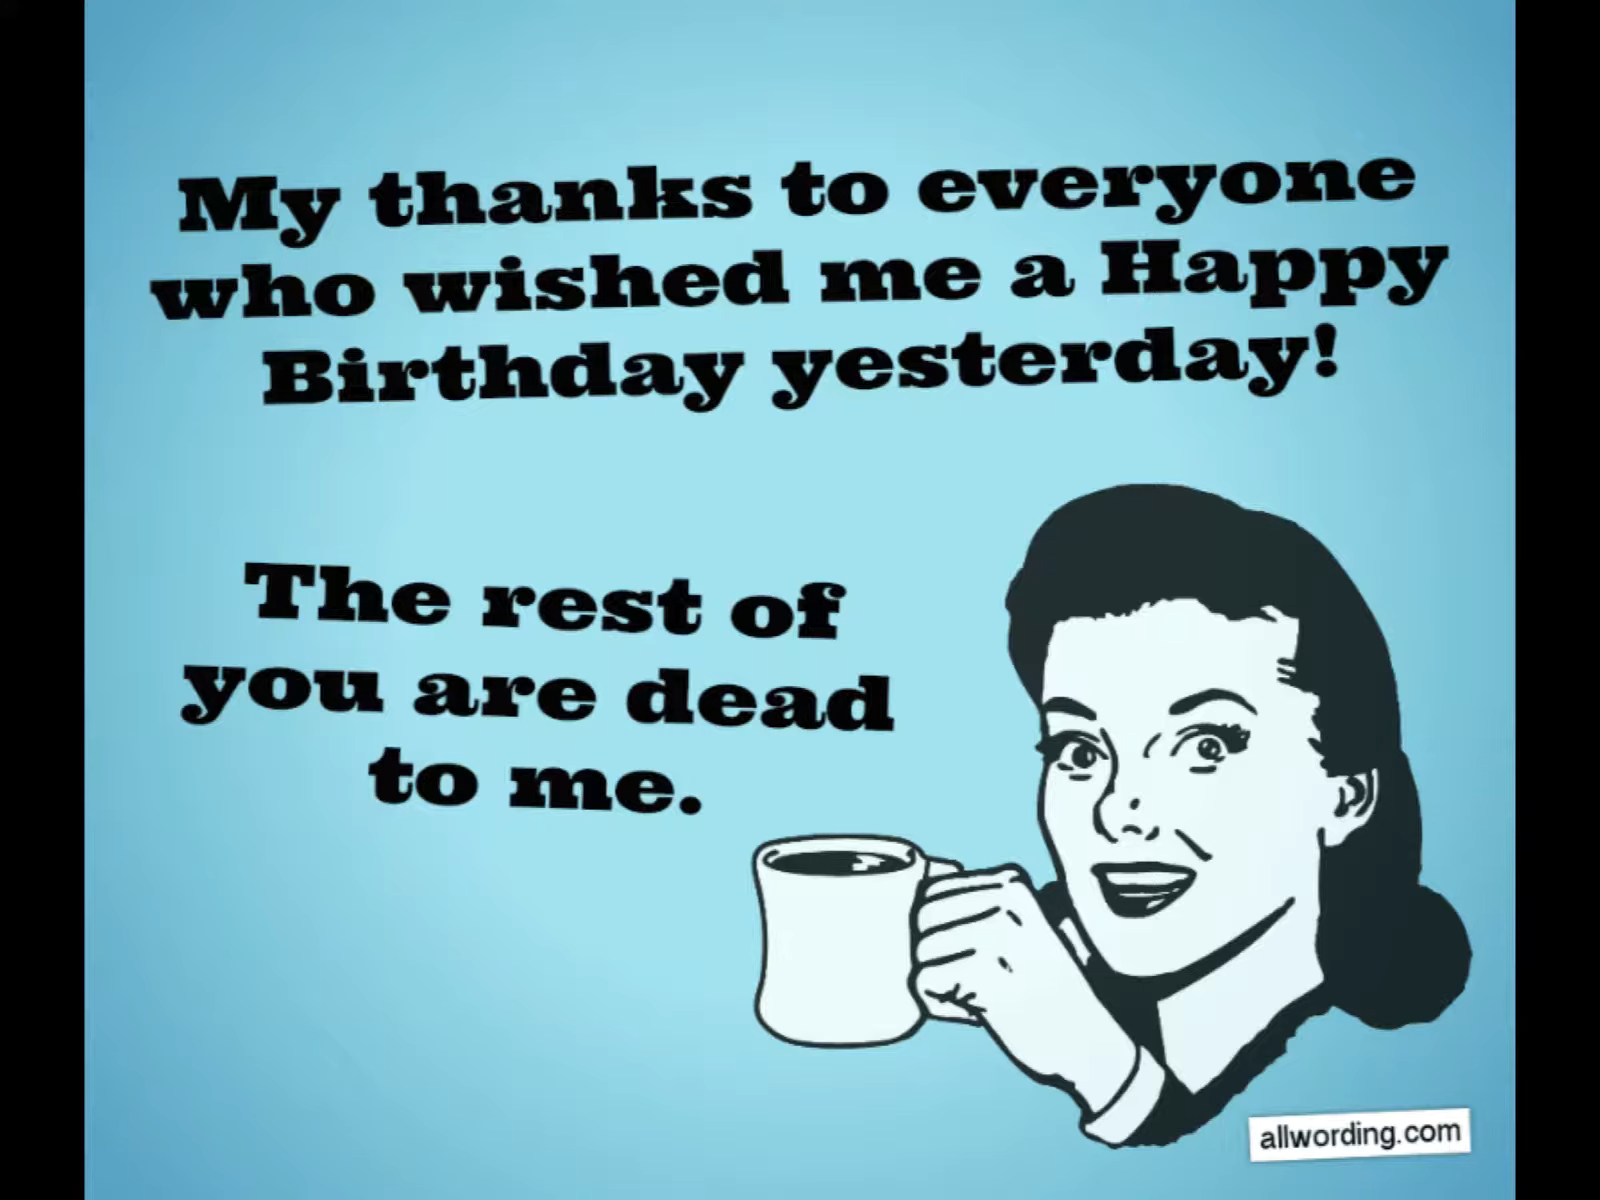 My thanks to everyone
who wished me a Happy
Birthday yesterday!
The rest of
you are dead
to me.
allwording.com